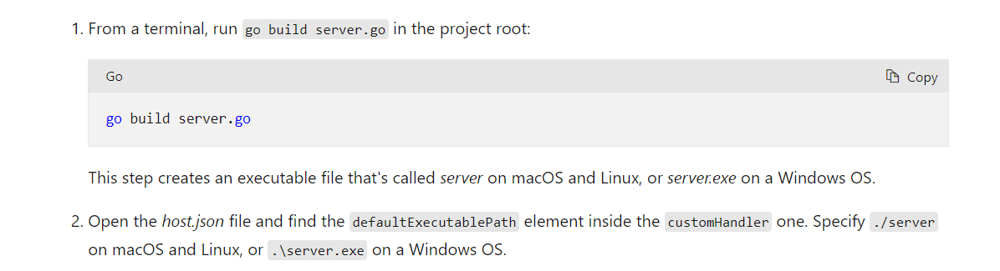 1. From a terminal, run go build server.go in the project root:
Go
Copy
go build server.go
This step creates an executable file that's called server on macOS and Linux, or server.exe on a Windows OS.
2. Open the host.json file and find the defaultExecutablePath element inside the customHandler one. Specify ./server
on macOS and Linux, or .\server.exe on a Windows OS.